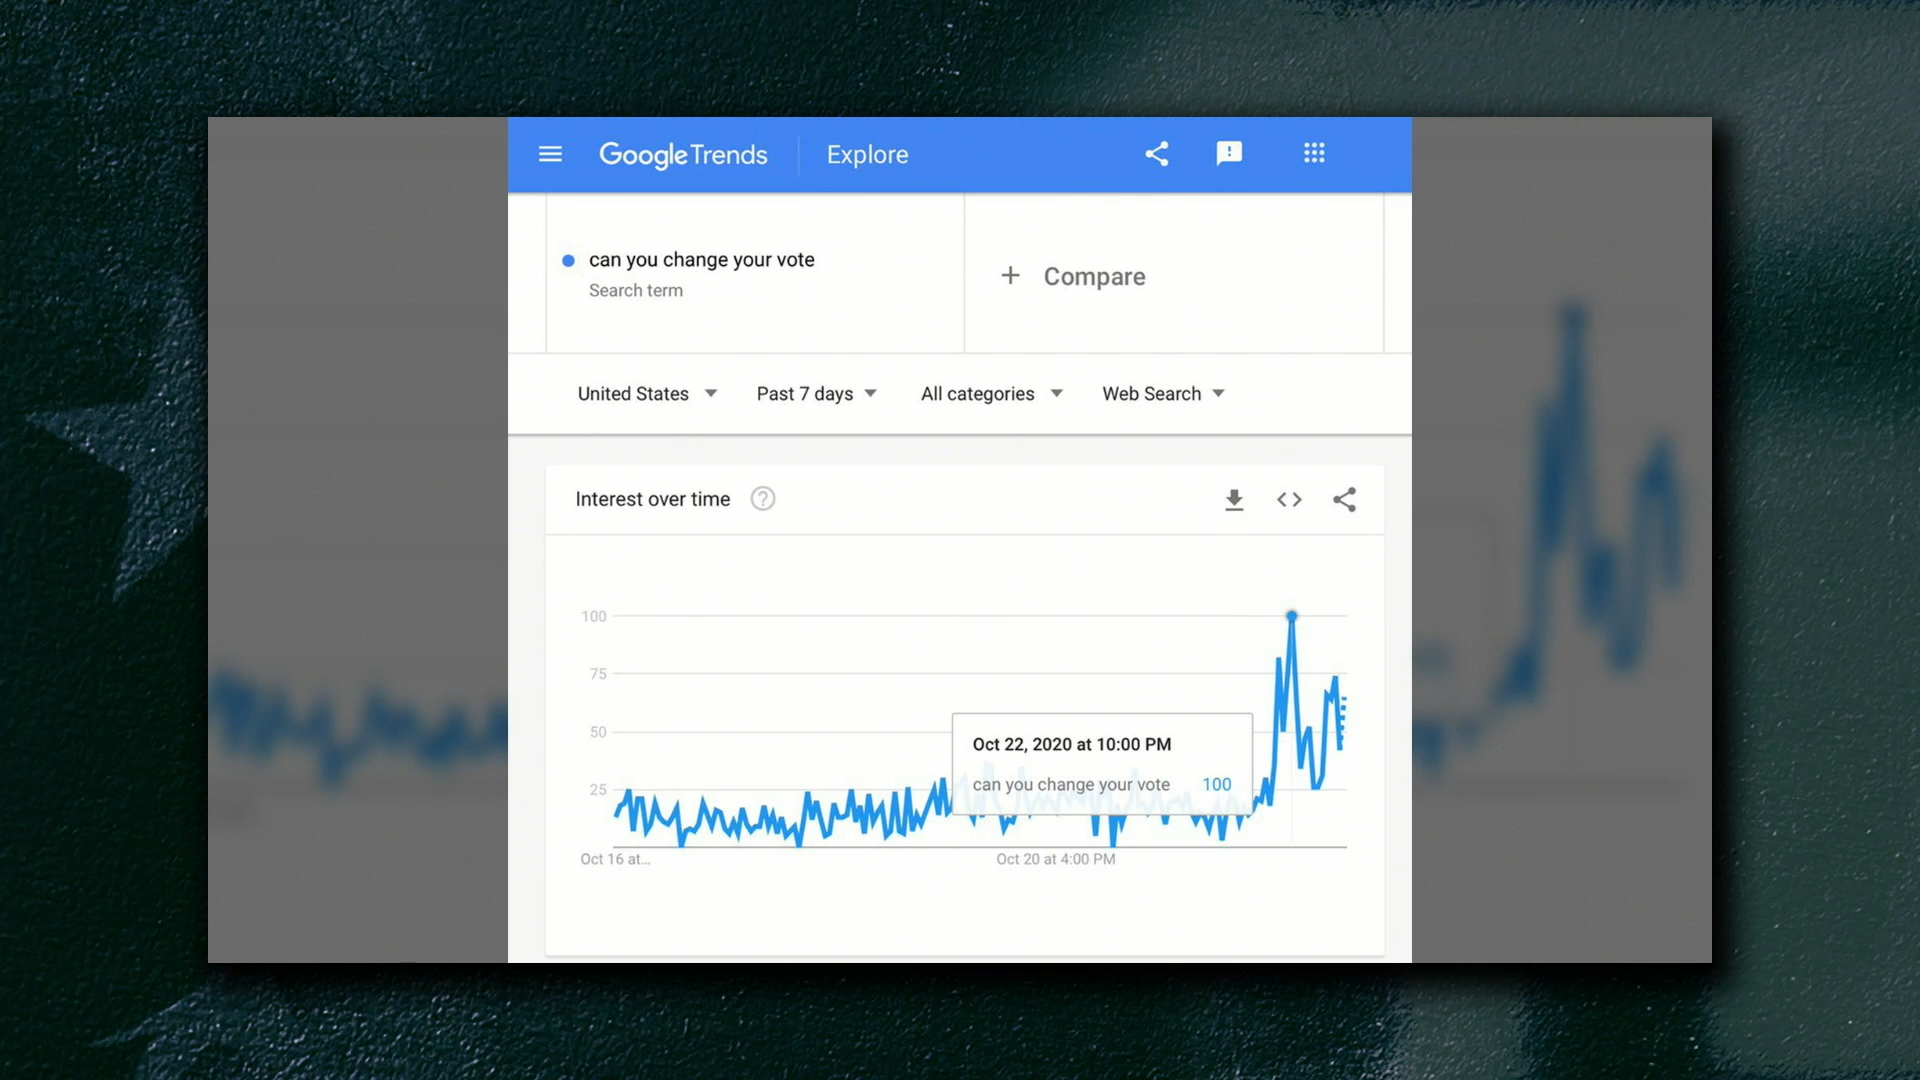 GoogleTrends Explore
can you change your vote
Search term
+ Compare
United States Past 7 days All categories Web Search
Interest over time ?
100
75
50
25
Oct 22, 2020 at 10:00 PM
can you change your vote 100
Oct 16 at...
Oct 20 at 4:00 PM